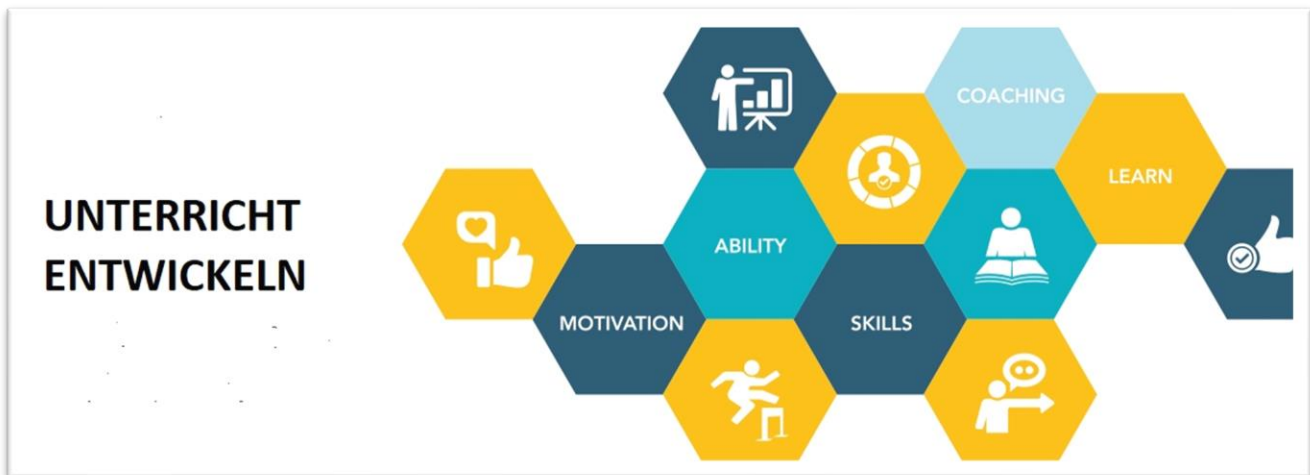 UNTERRICHT
ENTWICKELN
COACHING
LEARN
ABILITY
MOTIVATION
SKILLS